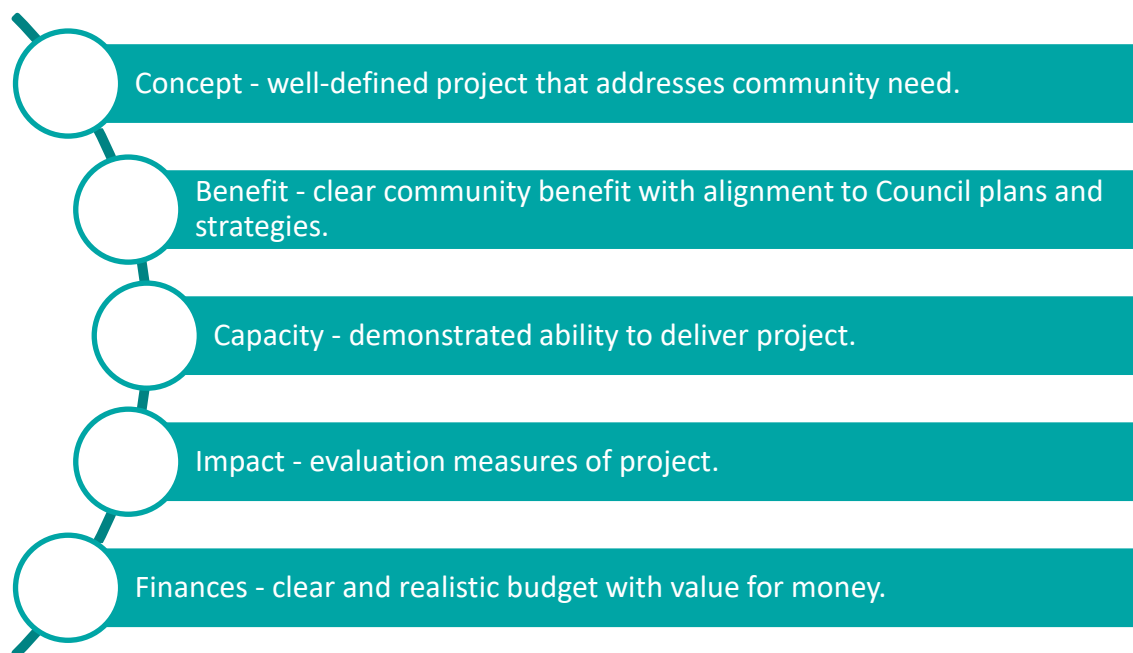 Concept - well-defined project that addresses community need.
Benefit - clear community benefit with alignment to Council plans and
strategies.
Capacity - demonstrated ability to deliver project.
Impact - evaluation measures of project.
Finances - clear and realistic budget with value for money.